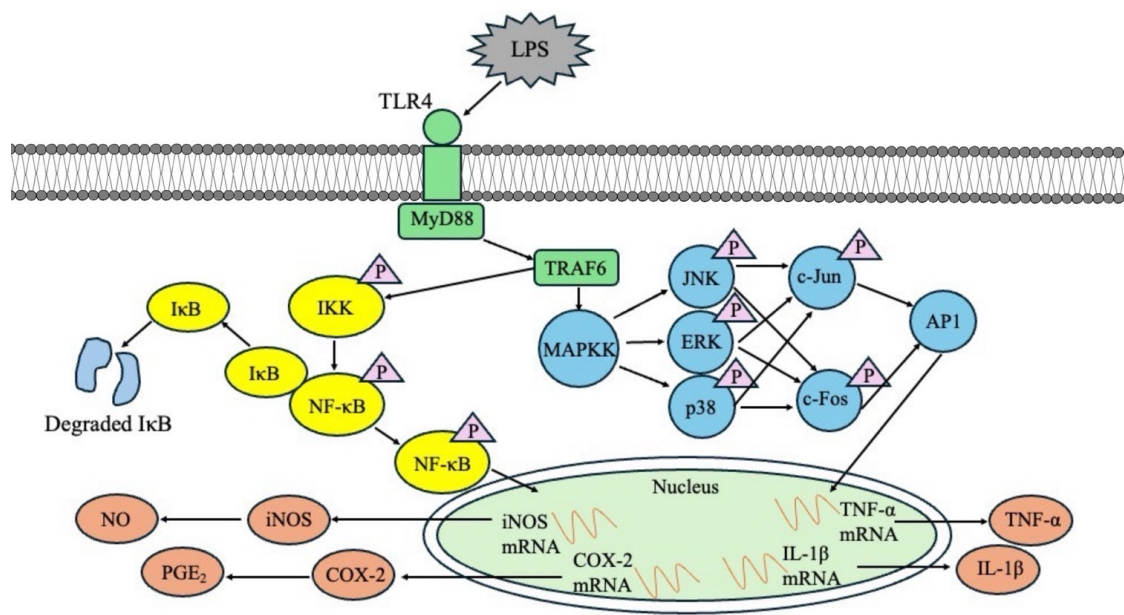 LPS
TLR4
MyD88
TRAF6
P
IKK
IκB
IκB
P
NF-κB
Degraded IκB
P
NF-κB
MAPKK
P
JNK
P
ERK
P
p38
P
c-Jun
P
c-Fos
AP1
Nucleus
iNOS
mRNA
COX-2
mRNA
TNF-α
mRNA
IL-1β
mRNA
NO
iNOS
PGE₂
COX-2
TNF-α
IL-1β